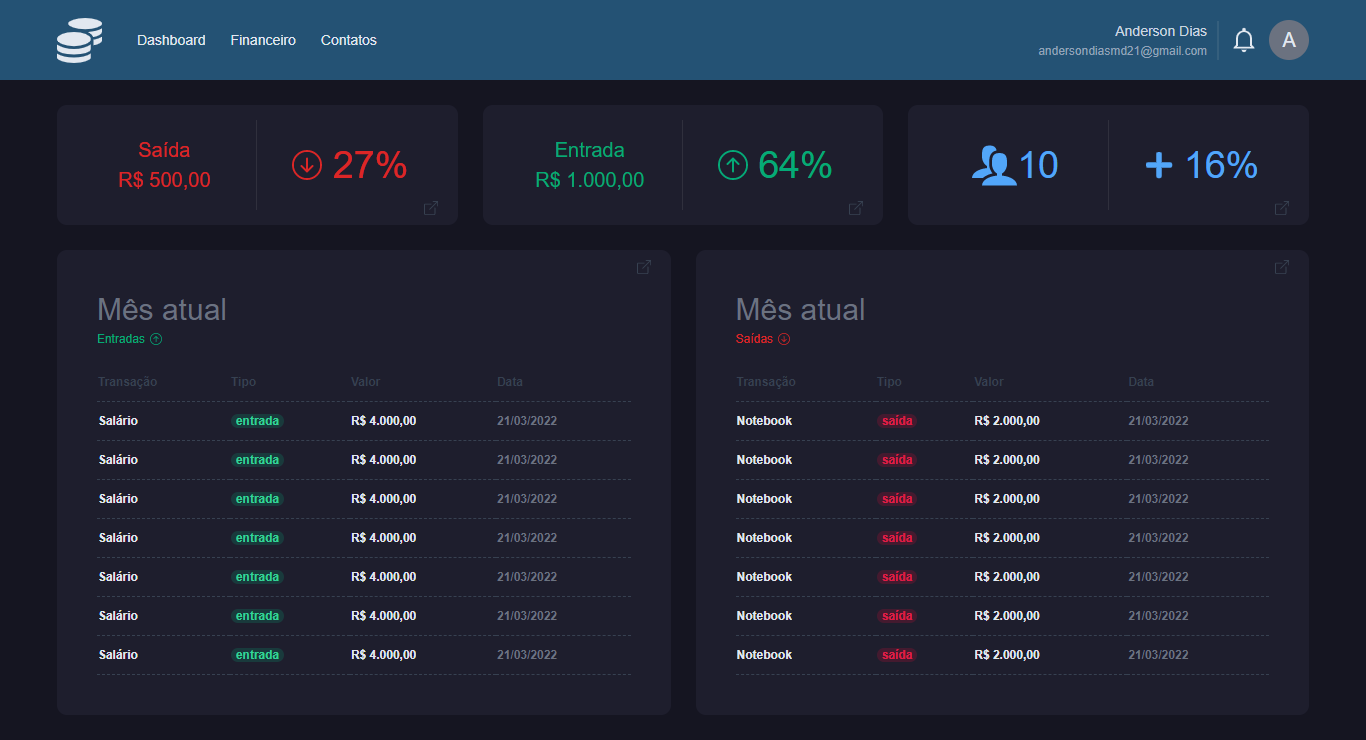 Dashboard Financeiro Contatos
Anderson Dias
andersondiasmd21@gmail.com
A
Saída
R$ 500,00
27%
Entrada
R$ 1.000,00
64%
10
16%
Mês atual
Entradas
Transação Tipo Valor Data
Salário entrada R$ 4.000,00 21/03/2022
Salário entrada R$ 4.000,00 21/03/2022
Salário entrada R$ 4.000,00 21/03/2022
Salário entrada R$ 4.000,00 21/03/2022
Salário entrada R$ 4.000,00 21/03/2022
Salário entrada R$ 4.000,00 21/03/2022
Salário entrada R$ 4.000,00 21/03/2022
Mês atual
Saídas
Transação Tipo Valor Data
Notebook saída R$ 2.000,00 21/03/2022
Notebook saída R$ 2.000,00 21/03/2022
Notebook saída R$ 2.000,00 21/03/2022
Notebook saída R$ 2.000,00 21/03/2022
Notebook saída R$ 2.000,00 21/03/2022
Notebook saída R$ 2.000,00 21/03/2022
Notebook saída R$ 2.000,00 21/03/2022